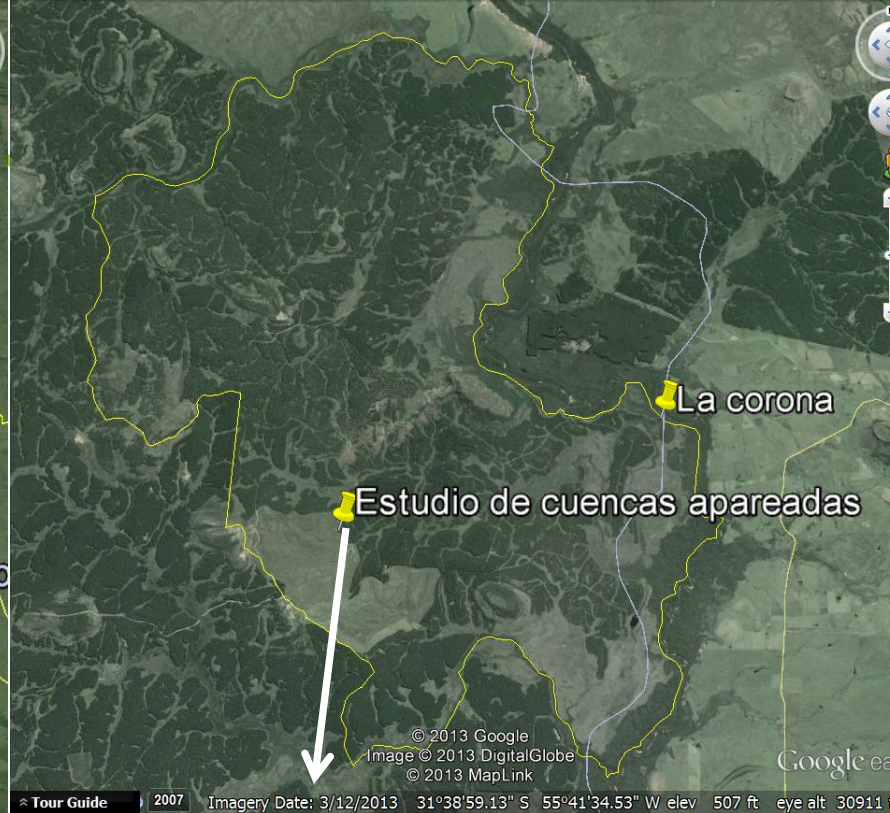 La corona
Estudio de cuencas apareadas
© 2013 Google
Image © 2013 DigitalGlobe
© 2013 MapLink
Google ea
Tour Guide 2007 Imagery Date: 3/12/2013 31°38'59.13" S 55°41'34.53" W elev 507 ft eye alt 30911